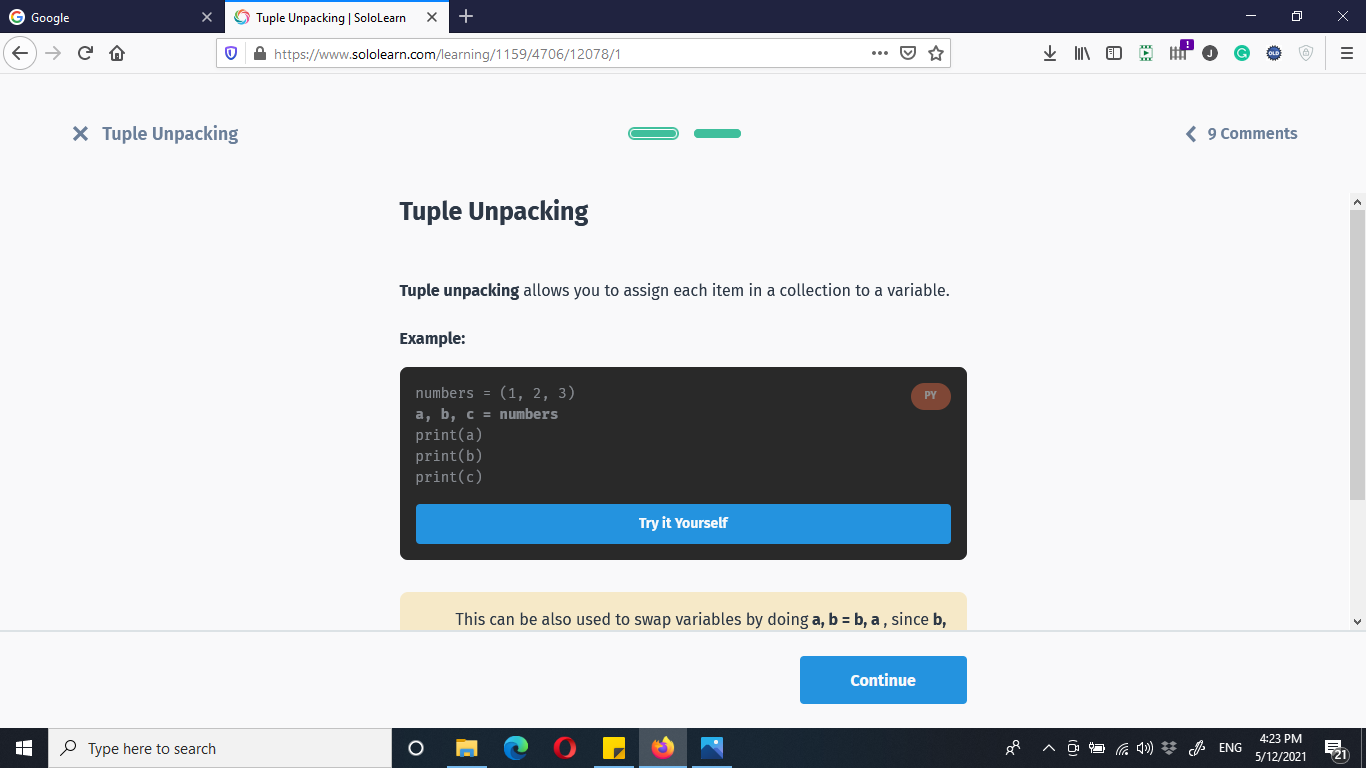 Google
Tuple Unpacking | SoloLearn
https://www.sololearn.com/learning/1159/4706/12078/1
!
J
OLD
Tuple Unpacking
9 Comments
Tuple Unpacking
Tuple unpacking allows you to assign each item in a collection to a variable.
Example:
numbers = (1, 2, 3)
PY
a, b, c = numbers
print(a)
print(b)
print(c)
Try it Yourself
This can be also used to swap variables by doing a, b = b, a , since b,
Continue
Type here to search
ENG
4:23 PM
5/12/2021
21